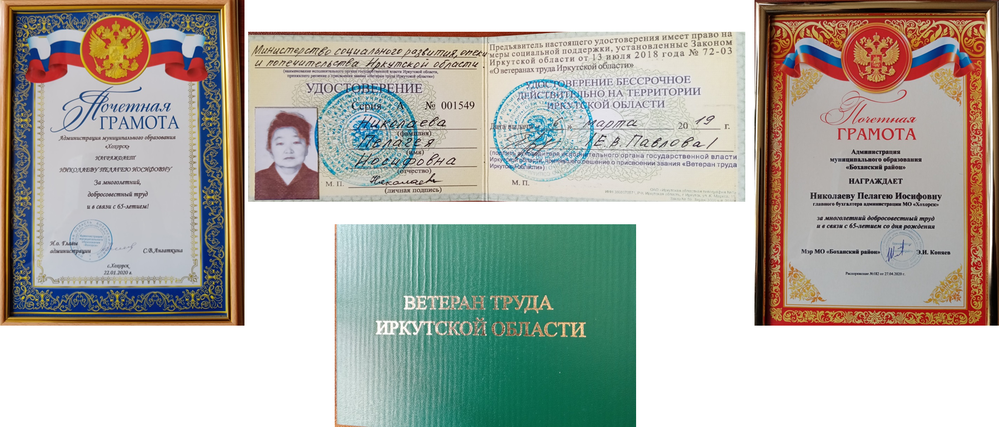 Почетная
ГРАМОТА
Администрация муниципального образования
«Хохорск»
НАГРАЖДАЕТ
НИКОЛАЕВУ ПЕЛАГЕЮ ИОСИФОВНУ
За многолетний,
добросовестный труд
и в связи с 65-летием!
И.о. Главы
администрации
С.В.Ангаткина
с.Хохорск
22.01.2020 г.
Министерство социального развития, опеки
и попечительства Иркутской области.
(наименование исполнительного органа государственной власти Иркутской области,
принявшего решение о присвоении звания «Ветеран труда Иркутской области»)
УДОСТОВЕРЕНИЕ
Серия А № 001549
Николаева
(фамилия)
Пелагея
(имя)
Иосифовна
(отчество)
М. П.
Николаева
(личная подпись)
Предъявитель настоящего удостоверения имеет право на
меры социальной поддержки, установленные Законом
Иркутской области от 13 июля 2018 года № 72-03
«О ветеранах труда Иркутской области»
УДОСТОВЕРЕНИЕ БЕССРОЧНОЕ
ДЕЙСТВИТЕЛЬНО НА ТЕРРИТОРИИ
ИРКУТСКОЙ ОБЛАСТИ
Дата выдачи « 6 » марта 20 19 г.
/Е.В. Павлова/
(подпись руководителя исполнительного органа государственной власти
Иркутской области, принявшего решение о присвоении звания «Ветеран труда
Иркутской области»)
М. П.
ОАО «Иркутская областная типография №1»
ВЕТЕРАН ТРУДА
ИРКУТСКОЙ ОБЛАСТИ
Почетная
ГРАМОТА
Администрация
муниципального образования
«Боханский район»
НАГРАЖДАЕТ
Николаеву Пелагею Иосифовну
главного бухгалтера администрации МО «Хохорск»
за многолетний добросовестный труд
и в связи с 65-летием со дня рождения
Мэр МО «Боханский район»
Э.И. Коняев
Распоряжение №182 от 27.04.2020 г.